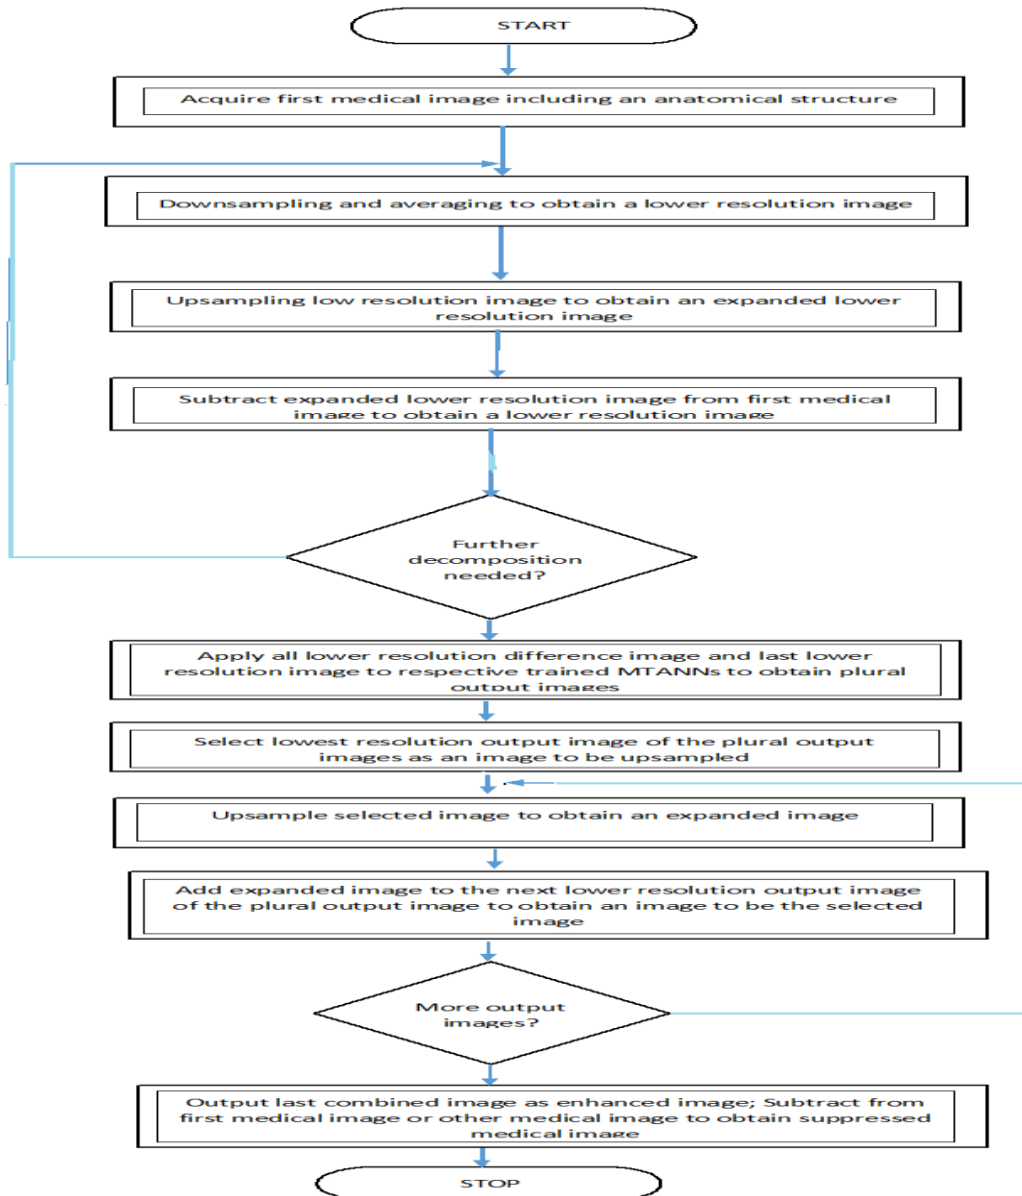 START
Acquire first medical image including an anatomical structure
Downsampling and averaging to obtain a lower resolution image
Upsampling low resolution image to obtain an expanded lower
resolution image
Subtract expanded lower resolution image from first medical
image to obtain a lower resolution image
Further
decomposition
needed?
Apply all lower resolution difference image and last lower
resolution image to respective trained MTANNs to obtain plural
output images
Select lowest resolution output image of the plural output
images as an image to be upsampled
Upsample selected image to obtain an expanded image
Add expanded image to the next lower resolution output image
of the plural output image to obtain an image to be the selected
image
More output
images?
Output last combined image as enhanced image; Subtract from
first medical image or other medical image to obtain suppressed
medical image
STOP